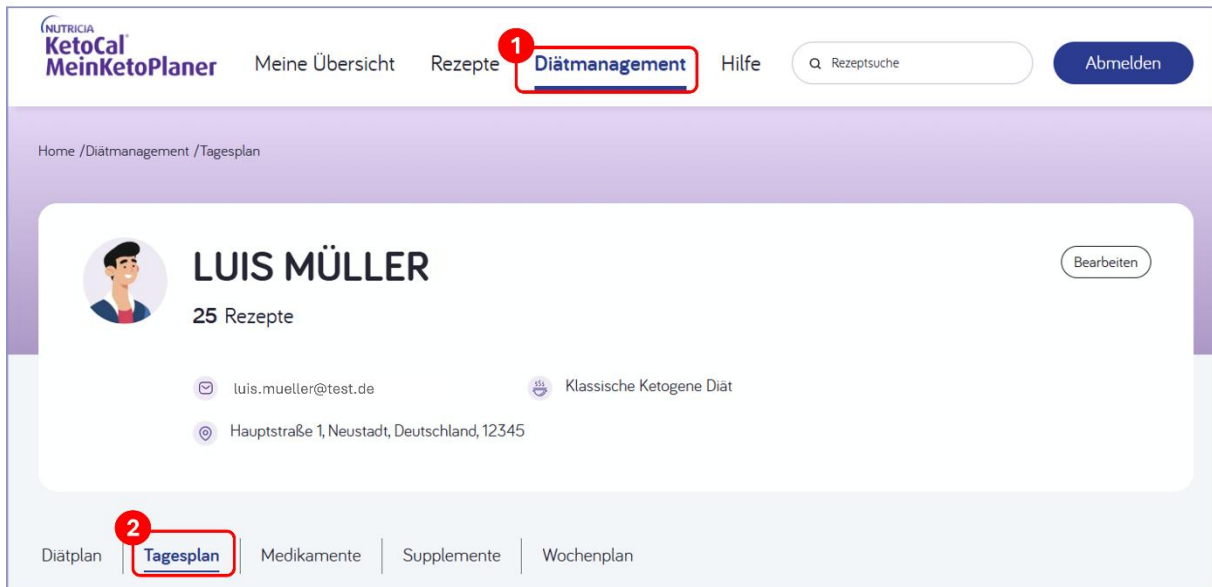 NUTRICIA
KetoCal
MeinKetoPlaner
Meine Übersicht Rezepte 1 Diätmanagement Hilfe Rezeptsuche Abmelden
Home /Diätmanagement /Tagesplan
LUIS MÜLLER
Bearbeiten
25 Rezepte
luis.mueller@test.de Klassische Ketogene Diät
Hauptstraße 1, Neustadt, Deutschland, 12345
2
Diätplan Tagesplan Medikamente Supplemente Wochenplan